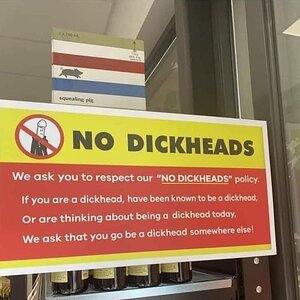 squealing pig
NO DICKHEADS
We ask you to respect our "NO DICKHEADS" policy.
If you are a dickhead, have been known to be a dickhead,
Or are thinking about being a dickhead today,
We ask that you go be a dickhead somewhere else!